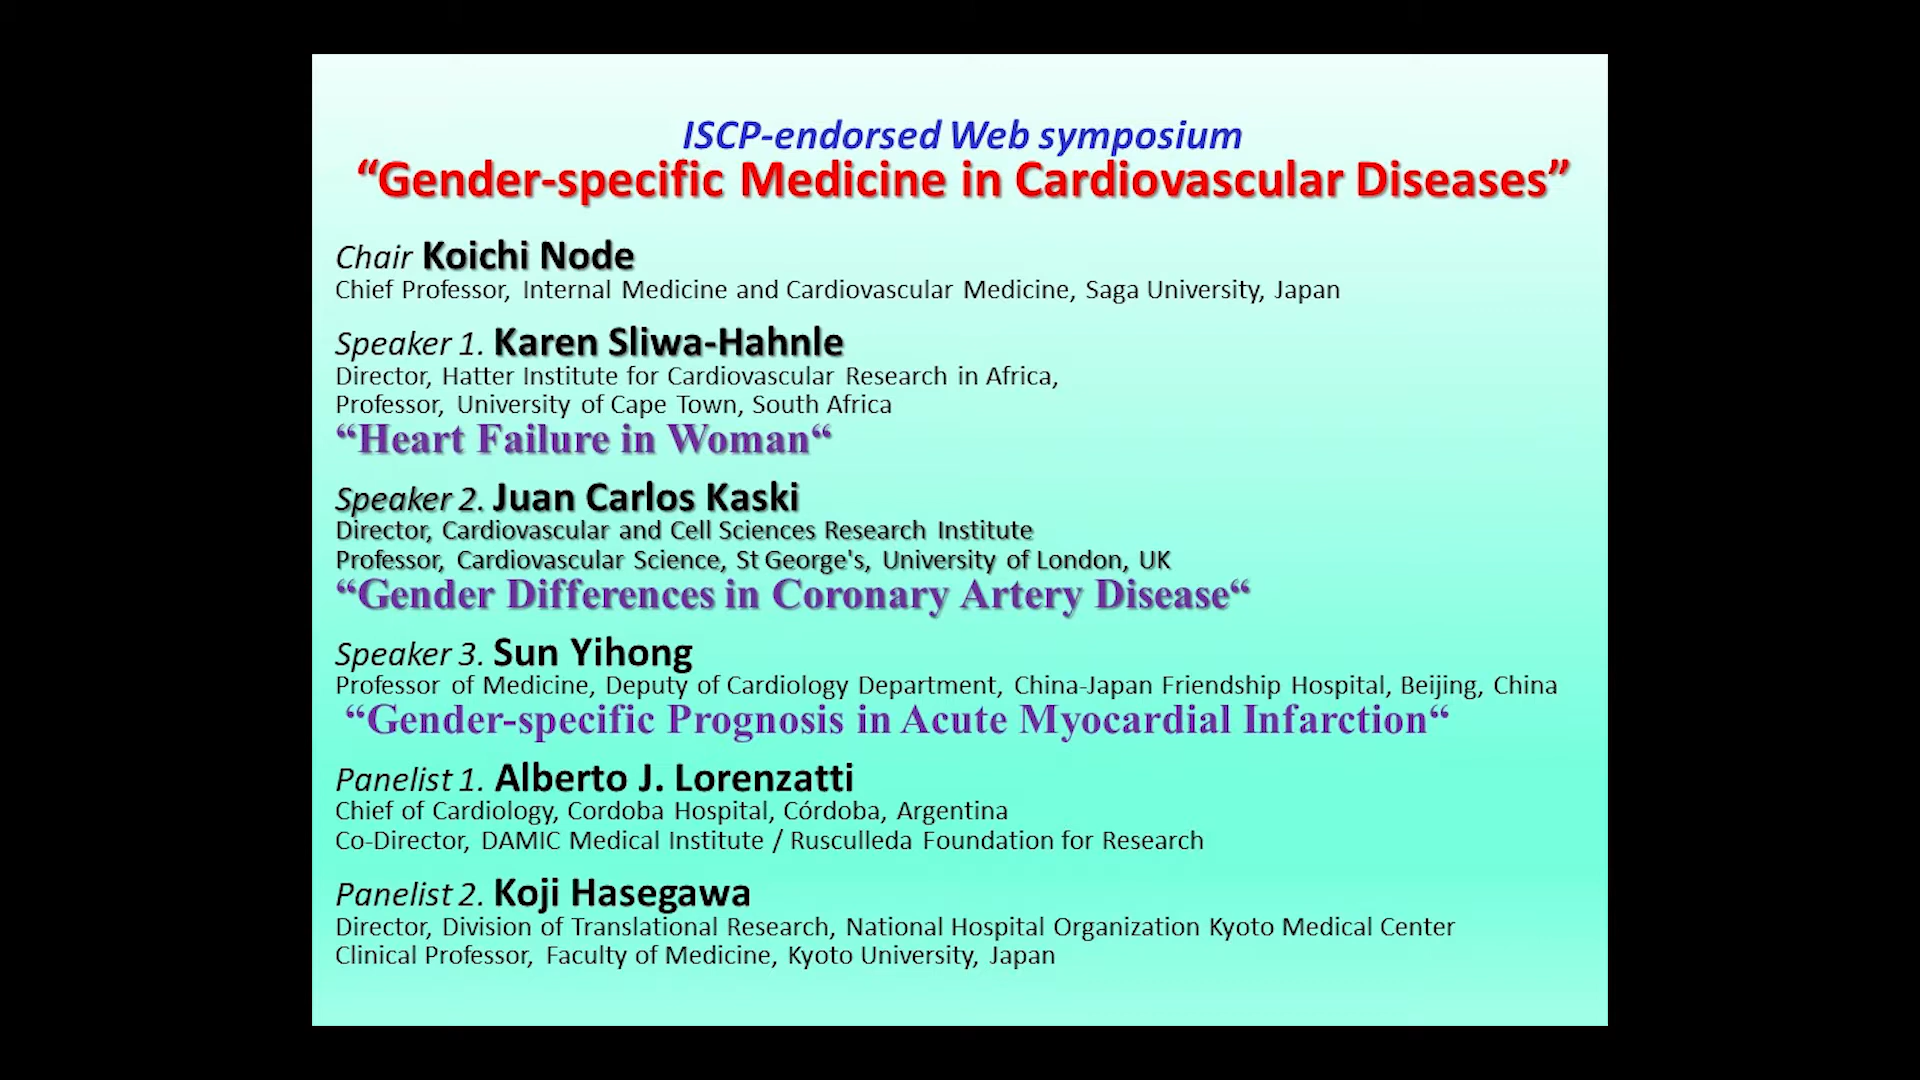 ISCP-endorsed Web symposium
“Gender-specific Medicine in Cardiovascular Diseases”
Chair Koichi Node
Chief Professor, Internal Medicine and Cardiovascular Medicine, Saga University, Japan
Speaker 1. Karen Sliwa-Hahnle
Director, Hatter Institute for Cardiovascular Research in Africa,
Professor, University of Cape Town, South Africa
“Heart Failure in Woman“
Speaker 2. Juan Carlos Kaski
Director, Cardiovascular and Cell Sciences Research Institute
Professor, Cardiovascular Science, St George's, University of London, UK
“Gender Differences in Coronary Artery Disease“
Speaker 3. Sun Yihong
Professor of Medicine, Deputy of Cardiology Department, China-Japan Friendship Hospital, Beijing, China
“Gender-specific Prognosis in Acute Myocardial Infarction“
Panelist 1. Alberto J. Lorenzatti
Chief of Cardiology, Cordoba Hospital, Córdoba, Argentina
Co-Director, DAMIC Medical Institute / Rusculleda Foundation for Research
Panelist 2. Koji Hasegawa
Director, Division of Translational Research, National Hospital Organization Kyoto Medical Center
Clinical Professor, Faculty of Medicine, Kyoto University, Japan